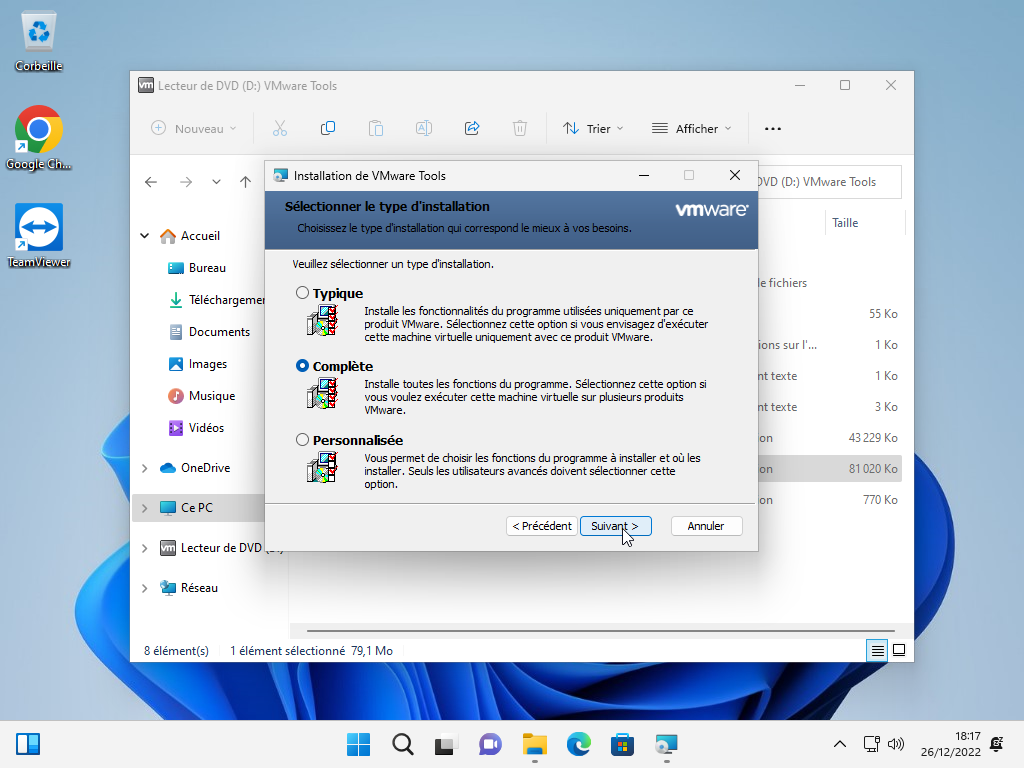 Corbeille
Google Ch...
TeamViewer
vm Lecteur de DVD (D:) VMware Tools
Nouveau
Trier
Afficher
DVD (D:) VMware Tools
Taille
Accueil
Bureau
Téléchargemen
Documents
Images
Musique
Vidéos
OneDrive
Ce PC
vm Lecteur de DVD
Réseau
de fichiers
55 Ko
ions sur l'... 1 Ko
nt texte 1 Ko
nt texte 3 Ko
on 43 229 Ko
on 81 020 Ko
on 770 Ko
Installation de VMware Tools
Sélectionner le type d'installation
Choisissez le type d'installation qui correspond le mieux à vos besoins.
vmware
Veuillez sélectionner un type d'installation.
Typique
Installe les fonctionnalités du programme utilisées uniquement par ce
produit VMware. Sélectionnez cette option si vous envisagez d'exécuter
cette machine virtuelle uniquement avec ce produit VMware.
Complète
Installe toutes les fonctions du programme. Sélectionnez cette option si
vous voulez exécuter cette machine virtuelle sur plusieurs produits
VMware.
Personnalisée
Vous permet de choisir les fonctions du programme à installer et où les
installer. Seuls les utilisateurs avancés doivent sélectionner cette
option.
< Précédent
Suivant >
Annuler
8 élément(s)
1 élément sélectionné 79,1 Mo
18:17
26/12/2022